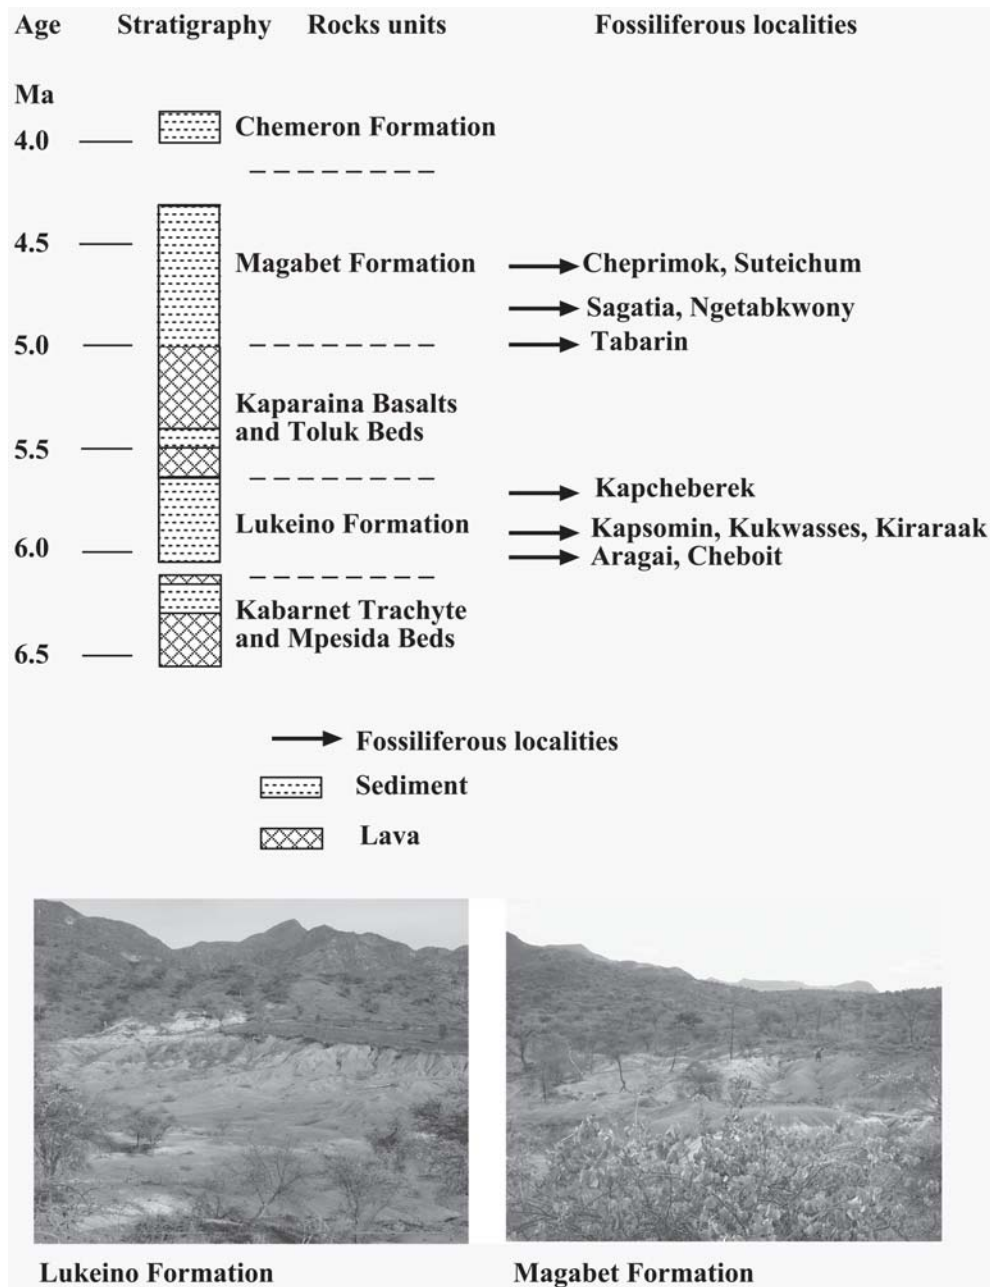 Age Stratigraphy Rocks units Fossiliferous localities
Ma
Chemeron Formation
4.0
4.5
Magabet Formation
Cheprimok, Suteichum
Sagatia, Ngetabkwony
5.0
Tabarin
Kaparaina Basalts
and Toluk Beds
5.5
Kapcheberek
Lukeino Formation
Kapsomin, Kukwasses, Kiraraak
6.0
Aragai, Cheboit
Kabarnet Trachyte
and Mpesida Beds
6.5
Fossiliferous localities
Sediment
Lava
Lukeino Formation
Magabet Formation